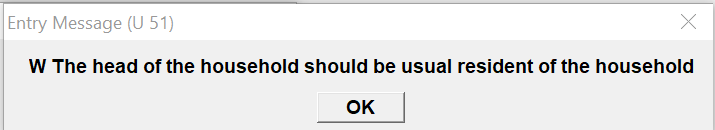 Entry Message (U 51)
W The head of the household should be usual resident of the household
OK